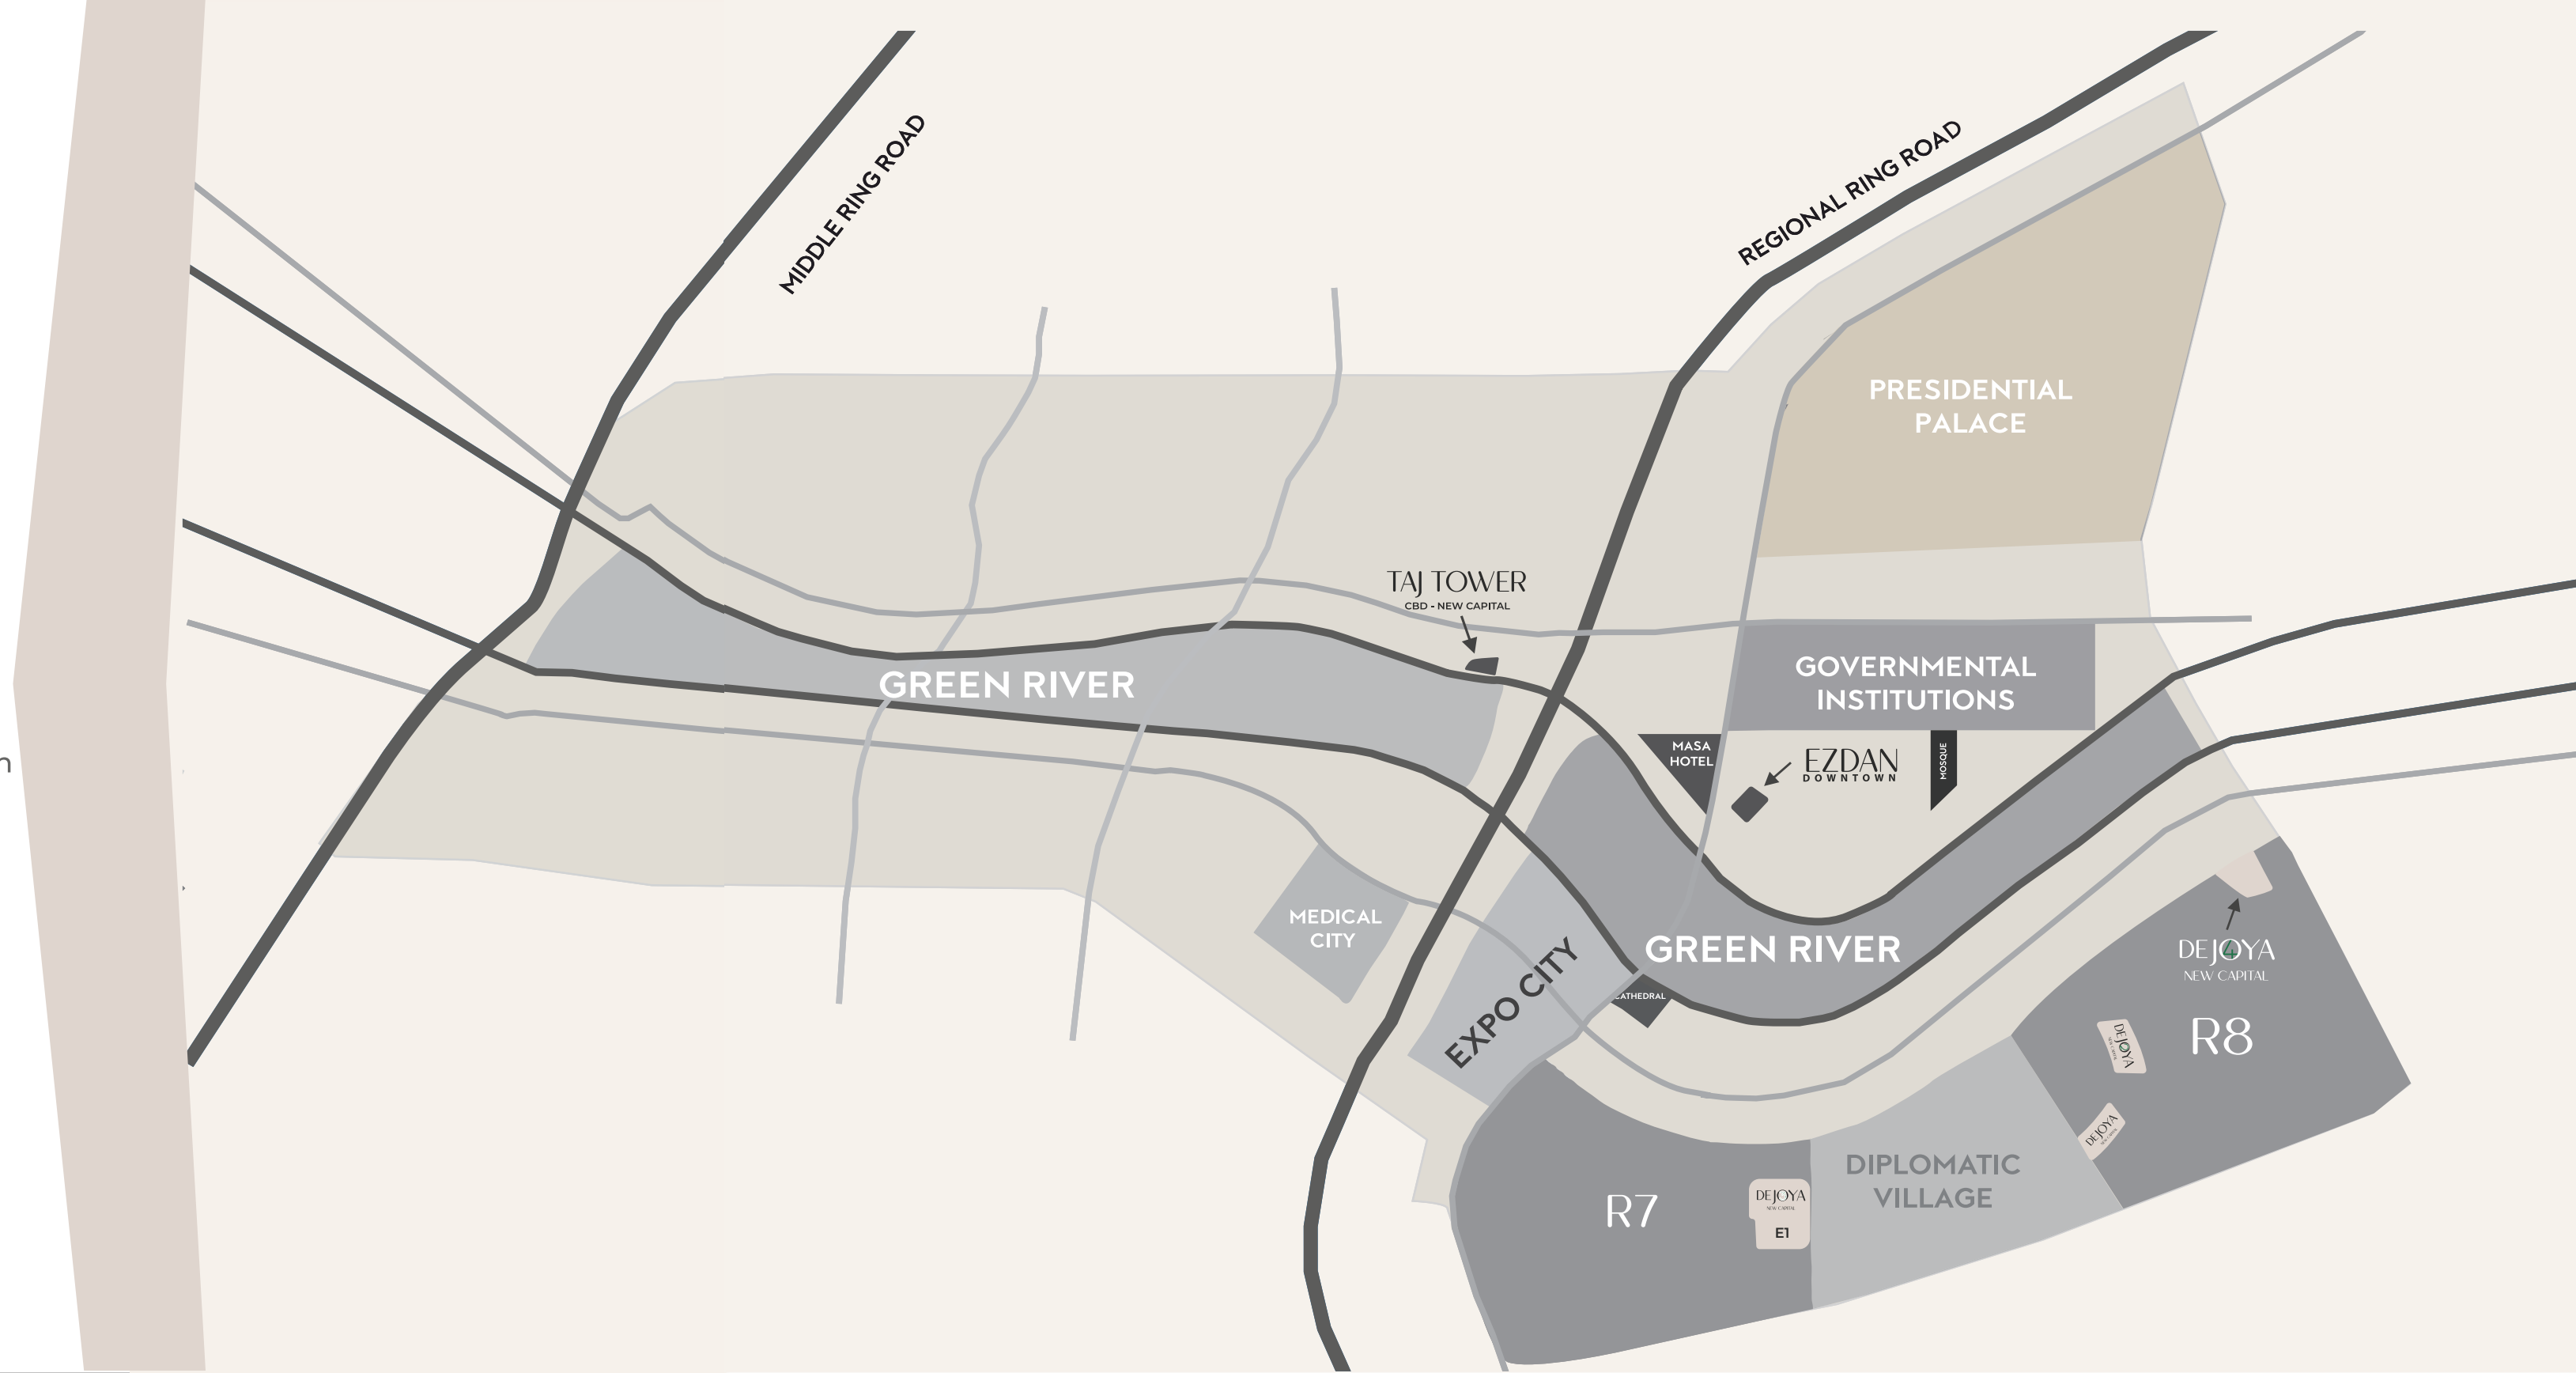 MIDDLE RING ROAD
REGIONAL RING ROAD
PRESIDENTIAL
PALACE
TAJ TOWER
CBD - NEW CAPITAL
GREEN RIVER
GOVERNMENTAL
INSTITUTIONS
MASA
HOTEL
EZDAN
DOWNTOWN
MOSQUE
n
MEDICAL
CITY
EXPO CITY
GREEN RIVER
CATHEDRAL
DEJOYA
4
NEW CAPITAL
R8
DEJOYA
DEJOYA
DIPLOMATIC
VILLAGE
R7
DEJOYA
NEW CAPITAL
E1